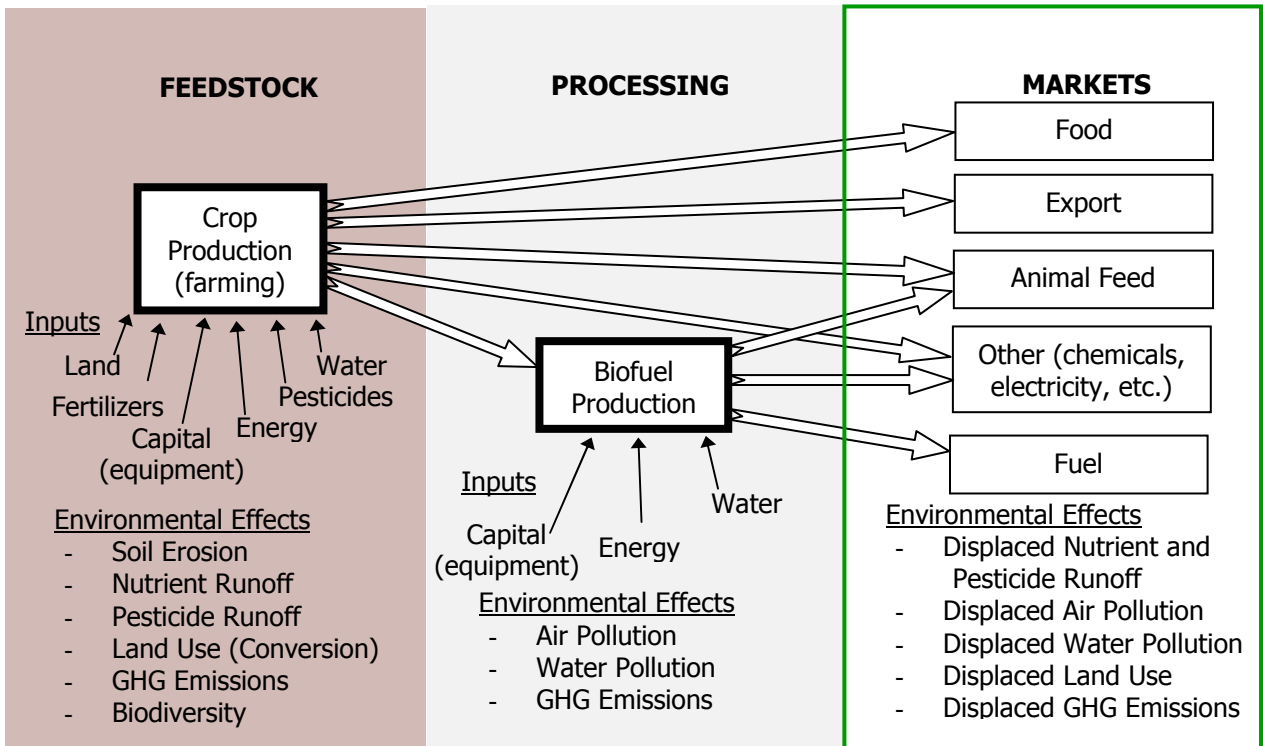 FEEDSTOCK
Crop
Production
(farming)
Inputs
Land
Fertilizers
Capital
(equipment)
Energy
Pesticides
Water
Environmental Effects
- Soil Erosion
- Nutrient Runoff
- Pesticide Runoff
- Land Use (Conversion)
- GHG Emissions
- Biodiversity
PROCESSING
Biofuel
Production
Inputs
Capital
(equipment)
Energy
Water
Environmental Effects
- Air Pollution
- Water Pollution
- GHG Emissions
MARKETS
Food
Export
Animal Feed
Other (chemicals,
electricity, etc.)
Fuel
Environmental Effects
- Displaced Nutrient and
Pesticide Runoff
- Displaced Air Pollution
- Displaced Water Pollution
- Displaced Land Use
- Displaced GHG Emissions